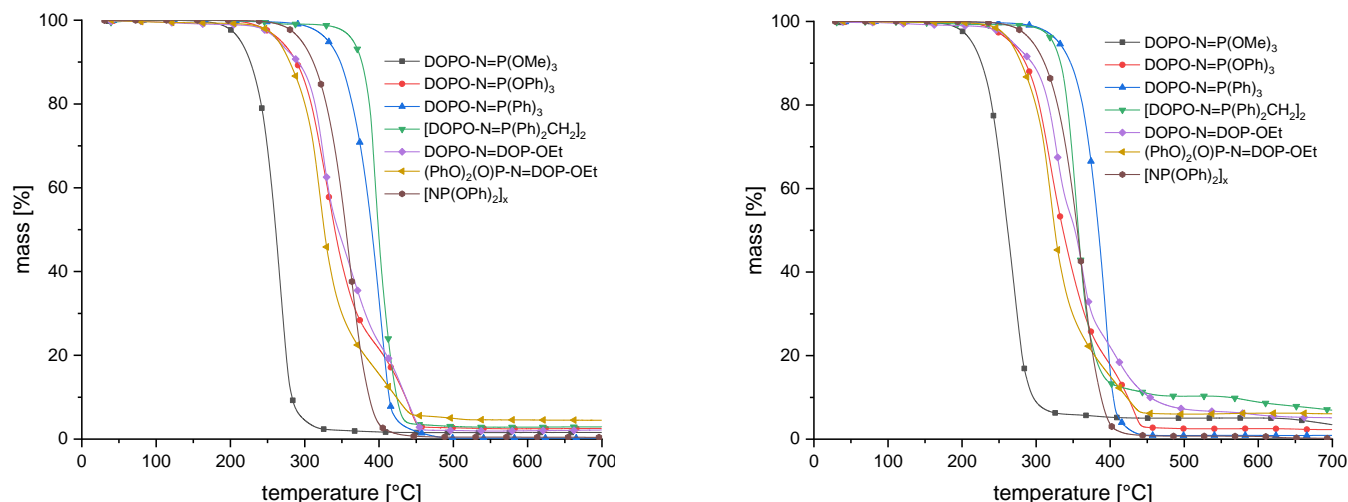 100
80
60
40
20
0
mass [%]
0 100 200 300 400 500 600 700
temperature [°C]
DOPO-N=P(OMe)3
DOPO-N=P(OPh)3
DOPO-N=P(Ph)3
[DOPO-N=P(Ph)2CH2]2
DOPO-N=DOP-OEt
(PhO)2(O)P-N=DOP-OEt
[NP(OPh)2]x
100
80
60
40
20
0
mass [%]
0 100 200 300 400 500 600 700
temperature [°C]
DOPO-N=P(OMe)3
DOPO-N=P(OPh)3
DOPO-N=P(Ph)3
[DOPO-N=P(Ph)2CH2]2
DOPO-N=DOP-OEt
(PhO)2(O)P-N=DOP-OEt
[NP(OPh)2]x